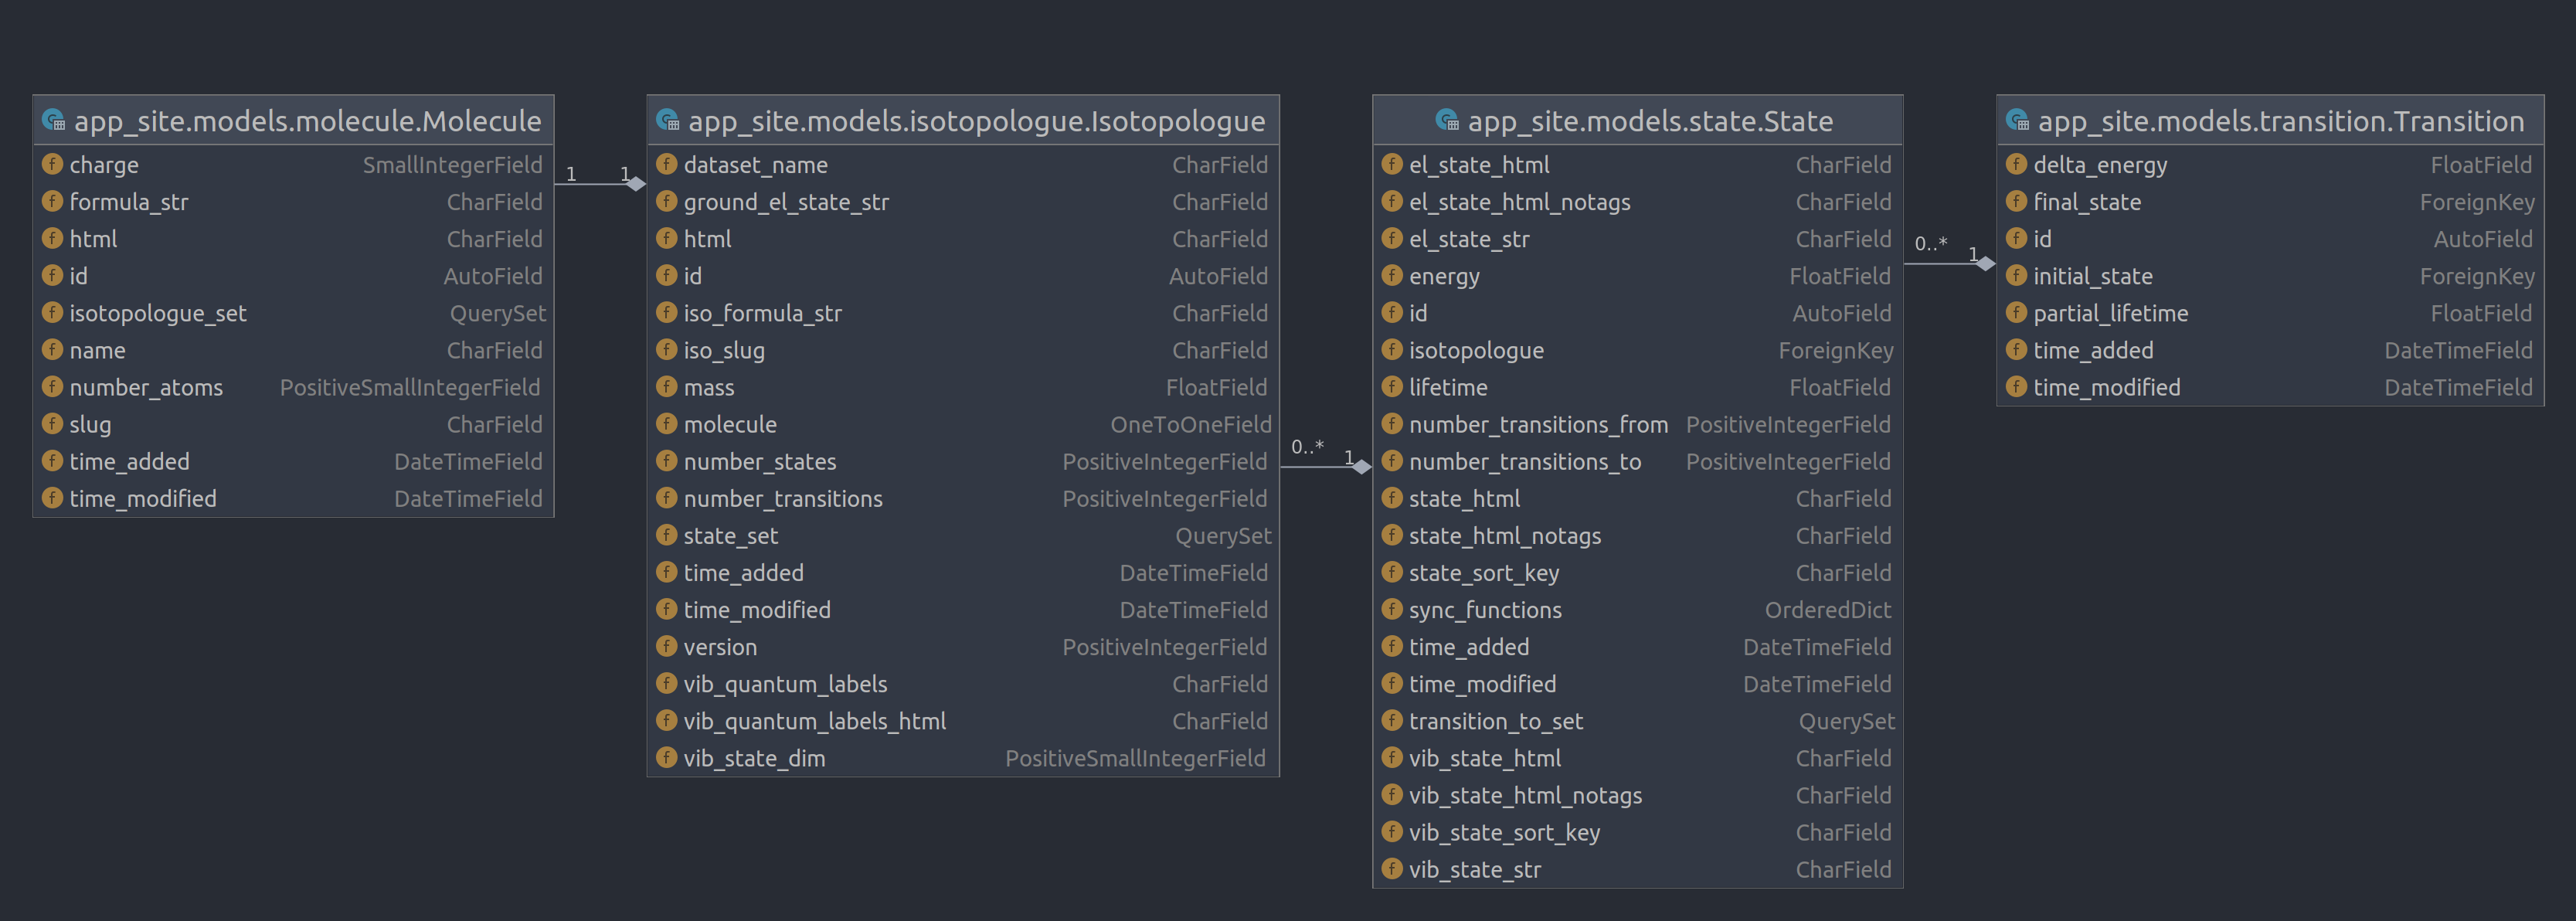 app_site.models.molecule.Molecule
charge SmallIntegerField
formula_str CharField
html CharField
id AutoField
isotopologue_set QuerySet
name CharField
number_atoms PositiveSmallIntegerField
slug CharField
time_added DateTimeField
time_modified DateTimeField
1 1
app_site.models.isotopologue.Isotopologue
dataset_name CharField
ground_el_state_str CharField
html CharField
id AutoField
iso_formula_str CharField
iso_slug CharField
mass FloatField
molecule OneToOneField
number_states PositiveIntegerField
number_transitions PositiveIntegerField
state_set QuerySet
time_added DateTimeField
time_modified DateTimeField
version PositiveIntegerField
vib_quantum_labels CharField
vib_quantum_labels_html CharField
vib_state_dim PositiveSmallIntegerField
0..* 1
app_site.models.state.State
el_state_html CharField
el_state_html_notags CharField
el_state_str CharField
energy FloatField
id AutoField
isotopologue ForeignKey
lifetime FloatField
number_transitions_from PositiveIntegerField
number_transitions_to PositiveIntegerField
state_html CharField
state_html_notags CharField
state_sort_key CharField
sync_functions OrderedDict
time_added DateTimeField
time_modified DateTimeField
transition_to_set QuerySet
vib_state_html CharField
vib_state_html_notags CharField
vib_state_sort_key CharField
vib_state_str CharField
0..* 1
app_site.models.transition.Transition
delta_energy FloatField
final_state ForeignKey
id AutoField
initial_state ForeignKey
partial_lifetime FloatField
time_added DateTimeField
time_modified DateTimeField